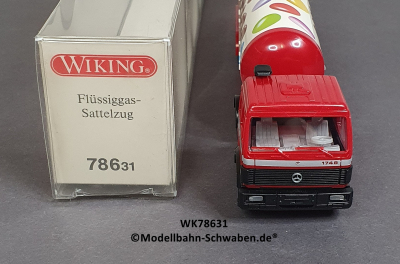 WIKING
Flüssiggas-
Sattelzug
78631
1748
WK78631
©Modellbahn-Schwaben.de®